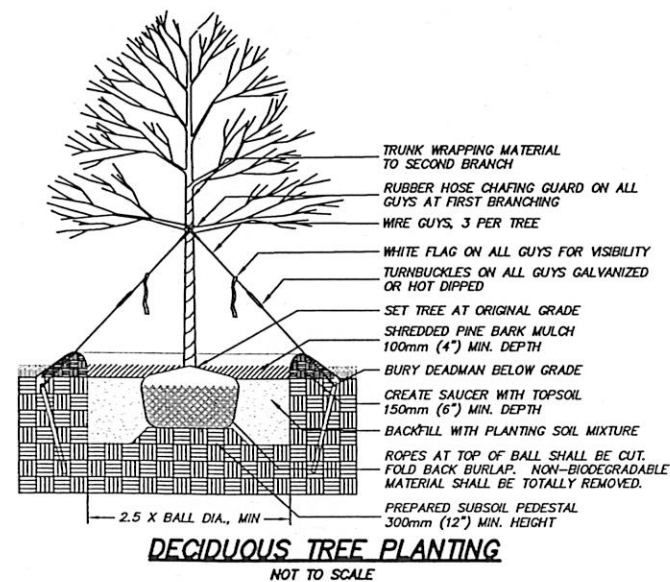 TRUNK WRAPPING MATERIAL
TO SECOND BRANCH
RUBBER HOSE CHAFING GUARD ON ALL
GUYS AT FIRST BRANCHING
WIRE GUYS, 3 PER TREE
WHITE FLAG ON ALL GUYS FOR VISIBILITY
TURNBUCKLES ON ALL GUYS GALVANIZED
OR HOT DIPPED
SET TREE AT ORIGINAL GRADE
SHREDDED PINE BARK MULCH
100mm (4") MIN. DEPTH
BURY DEADMAN BELOW GRADE
CREATE SAUCER WITH TOPSOIL
150mm (6") MIN. DEPTH
BACKFILL WITH PLANTING SOIL MIXTURE
ROPES AT TOP OF BALL SHALL BE CUT.
FOLD BACK BURLAP. NON-BIODEGRADABLE
MATERIAL SHALL BE TOTALLY REMOVED.
PREPARED SUBSOIL PEDESTAL
300mm (12") MIN. HEIGHT
2.5 X BALL DIA., MIN
DECIDUOUS TREE PLANTING
NOT TO SCALE